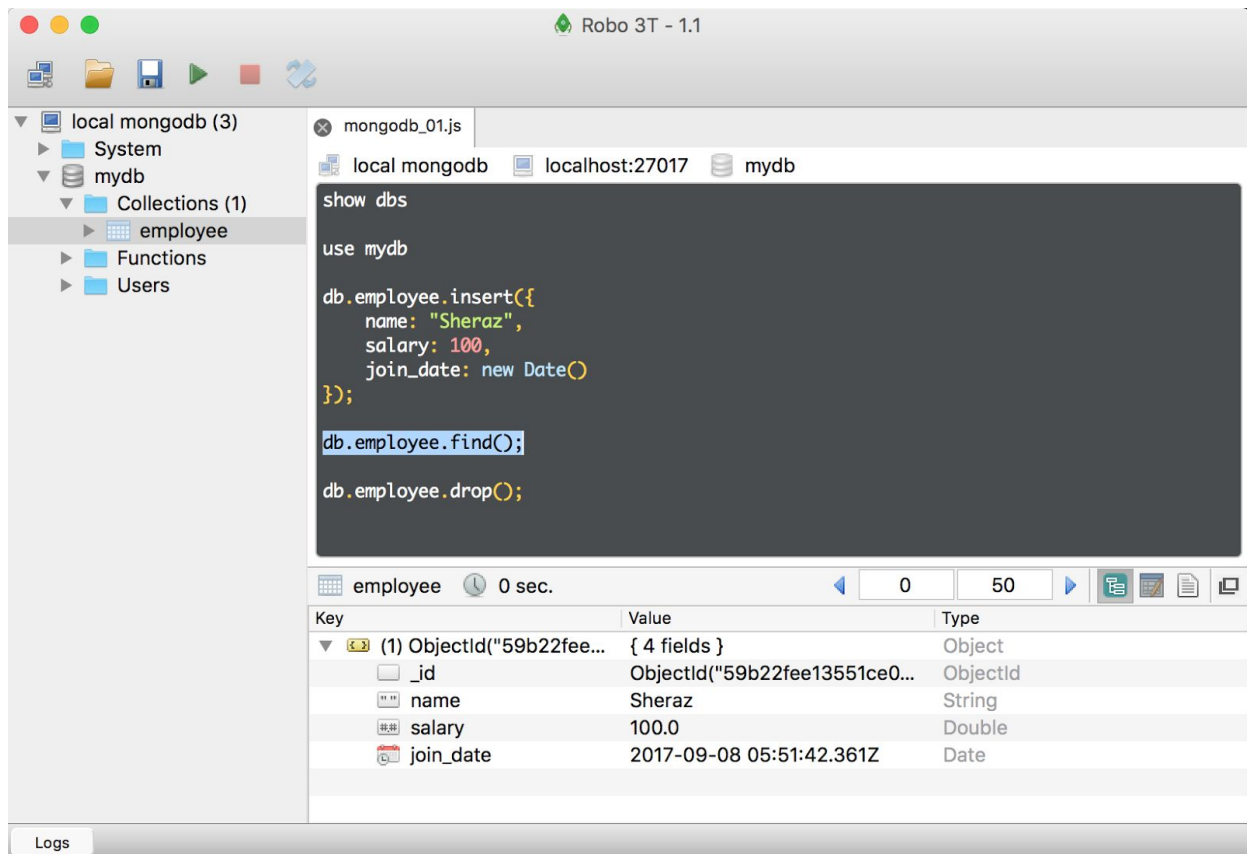 Robo 3T - 1.1
local mongodb (3)
System
mydb
Collections (1)
employee
Functions
Users
mongodb_01.js
local mongodb localhost:27017 mydb
show dbs
use mydb
db.employee.insert({
    name: "Sheraz",
    salary: 100,
    join_date: new Date()
});
db.employee.find();
db.employee.drop();
employee 0 sec. 0 50
Key Value Type
(1) ObjectId("59b22fee... { 4 fields } Object
_id ObjectId("59b22fee13551ce0... ObjectId
name Sheraz String
salary 100.0 Double
join_date 2017-09-08 05:51:42.361Z Date
Logs